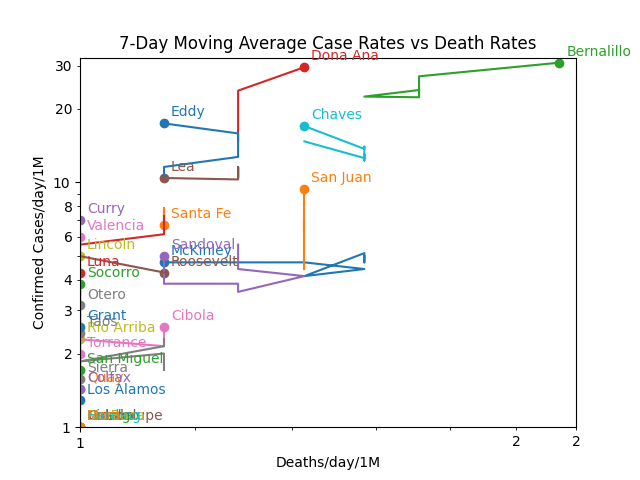 7-Day Moving Average Case Rates vs Death Rates
Dona Ana
Bernalillo
Eddy
Chaves
Lea
San Juan
Curry
Santa Fe
Valencia
Lincoln
Sandoval
McKinley
Luna
Roosevelt
Socorro
Otero
Grant
Cibola
Taos
Rio Arriba
Torrance
San Miguel
Sierra
Colfax
Los Alamos
30
20
10
8
6
4
3
2
1
1
2
2
Confirmed Cases/day/1M
Deaths/day/1M